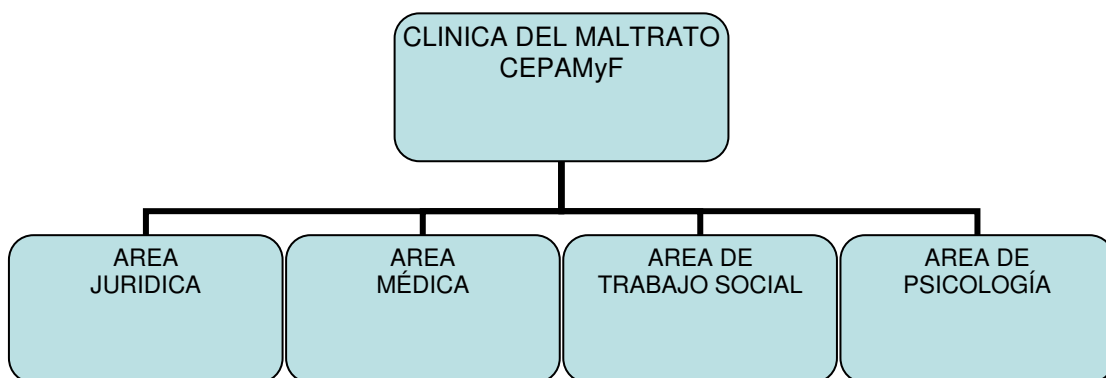 CLINICA DEL MALTRATO
CEPAMyF
AREA
JURIDICA
AREA
MÉDICA
AREA DE
TRABAJO SOCIAL
AREA DE
PSICOLOGÍA